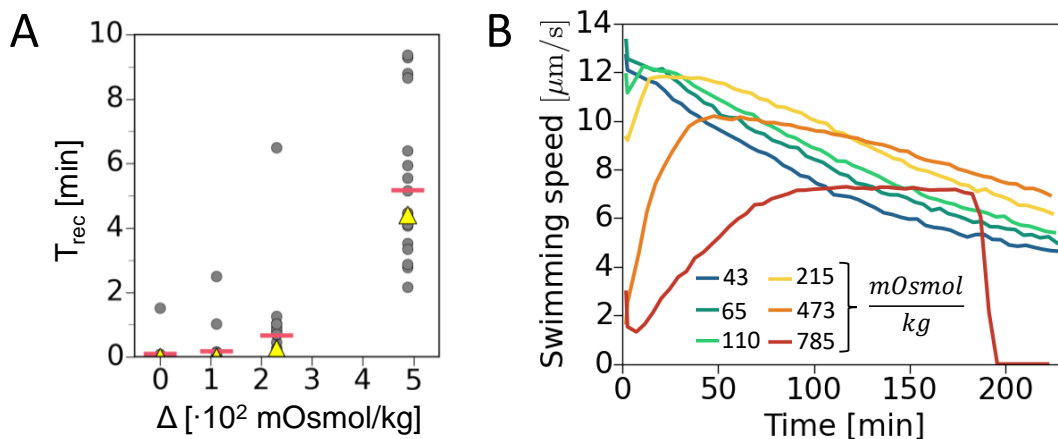 A
10
8
6
4
2
0
T_rec [min]
0 1 2 3 4 5
Δ [·10² mOsmol/kg]
B
14
12
10
8
6
4
2
0
Swimming speed [μm/s]
43 215
65 473
110 785
mOsmol
kg
0 50 100 150 200
Time [min]